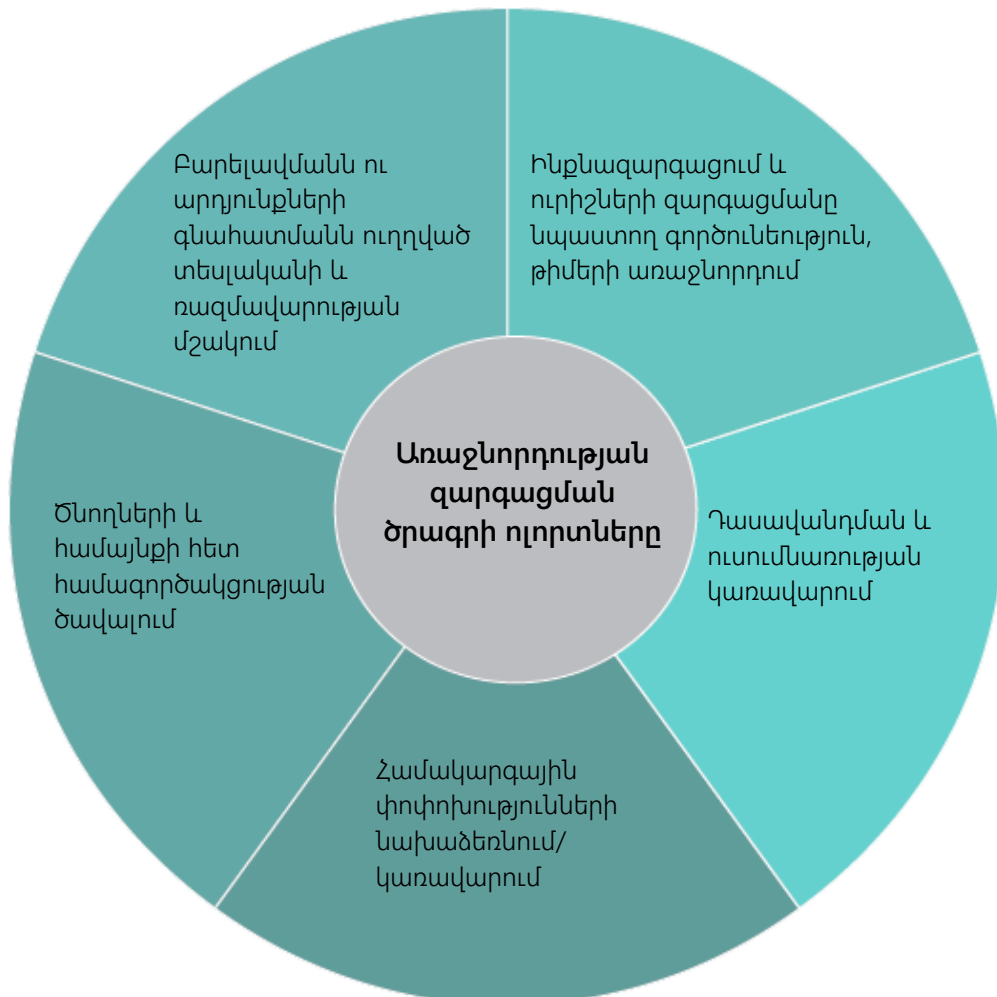 Բարելավմանն ու
արդյունքների
գնահատմանն ուղղված
տեսլականի և
ռազմավարության
մշակում
Ինքնազարգացում և
ուրիշների զարգացմանը
նպաստող գործունեություն,
թիմերի առաջնորդում
Առաջնորդության
զարգացման
ծրագրի ոլորտները
Ծնողների և
համայնքի հետ
համագործակցության
ծավալում
Դասավանդման և
ուսումնառության
կառավարում
Համակարգային
փոփոխությունների
նախաձեռնում/
կառավարում